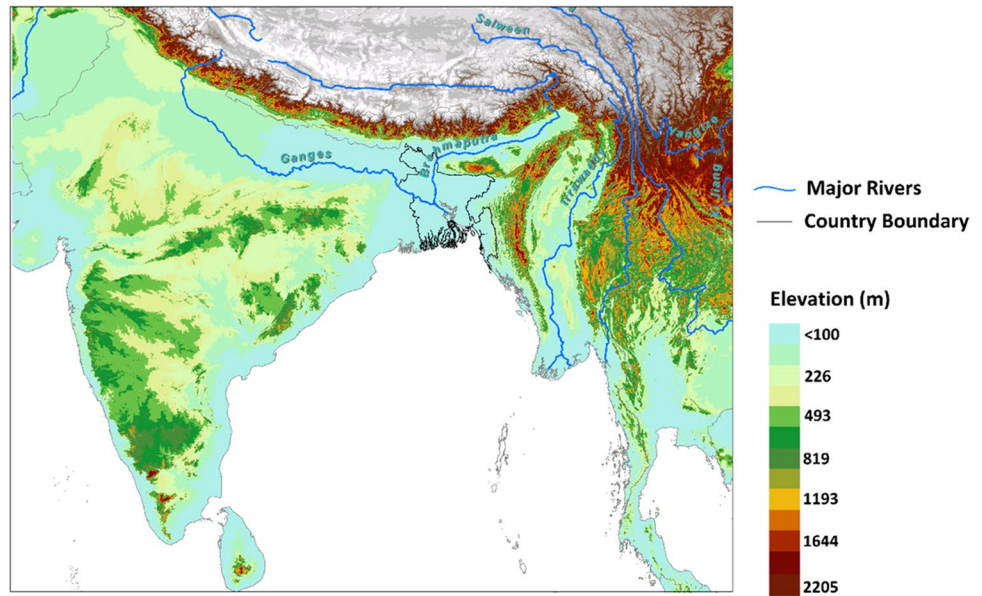 Salween
Yangtze
Brahmaputra
Ganges
Irrawaddy
Major Rivers
Country Boundary
Elevation (m)
<100
226
493
819
1193
1644
2205